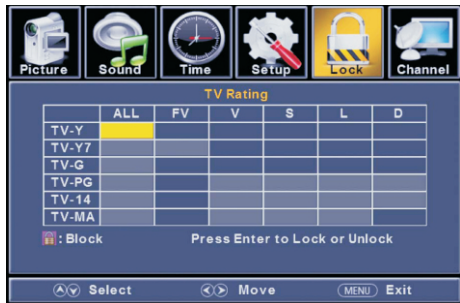 Picture Sound Time Setup Lock Channel
TV Rating
ALL FV V S L D
TV-Y
TV-Y7
TV-G
TV-PG
TV-14
TV-MA
: Block Press Enter to Lock or Unlock
Select Move MENU Exit